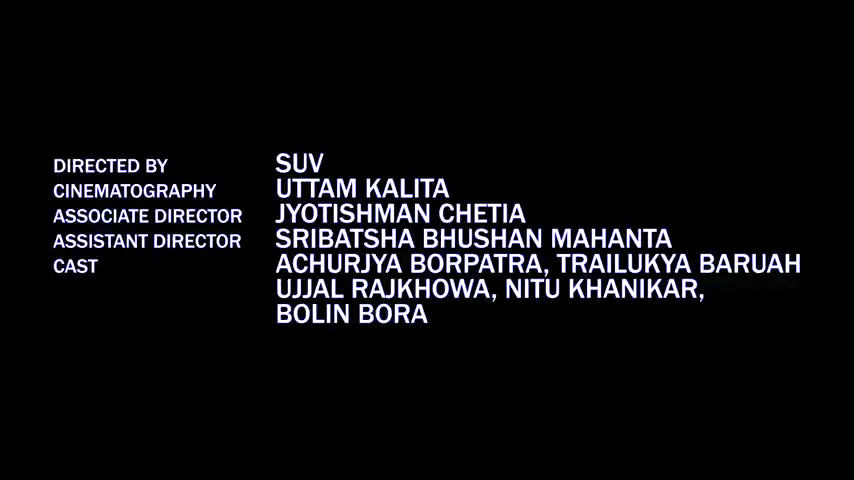 DIRECTED BY SUV
CINEMATOGRAPHY UTTAM KALITA
ASSOCIATE DIRECTOR JYOTISHMAN CHETIA
ASSISTANT DIRECTOR SRIBATSHA BHUSHAN MAHANTA
CAST ACHURJYA BORPATRA, TRAILUKYA BARUAH
UJJAL RAJKHOWA, NITU KHANIKAR,
BOLIN BORA